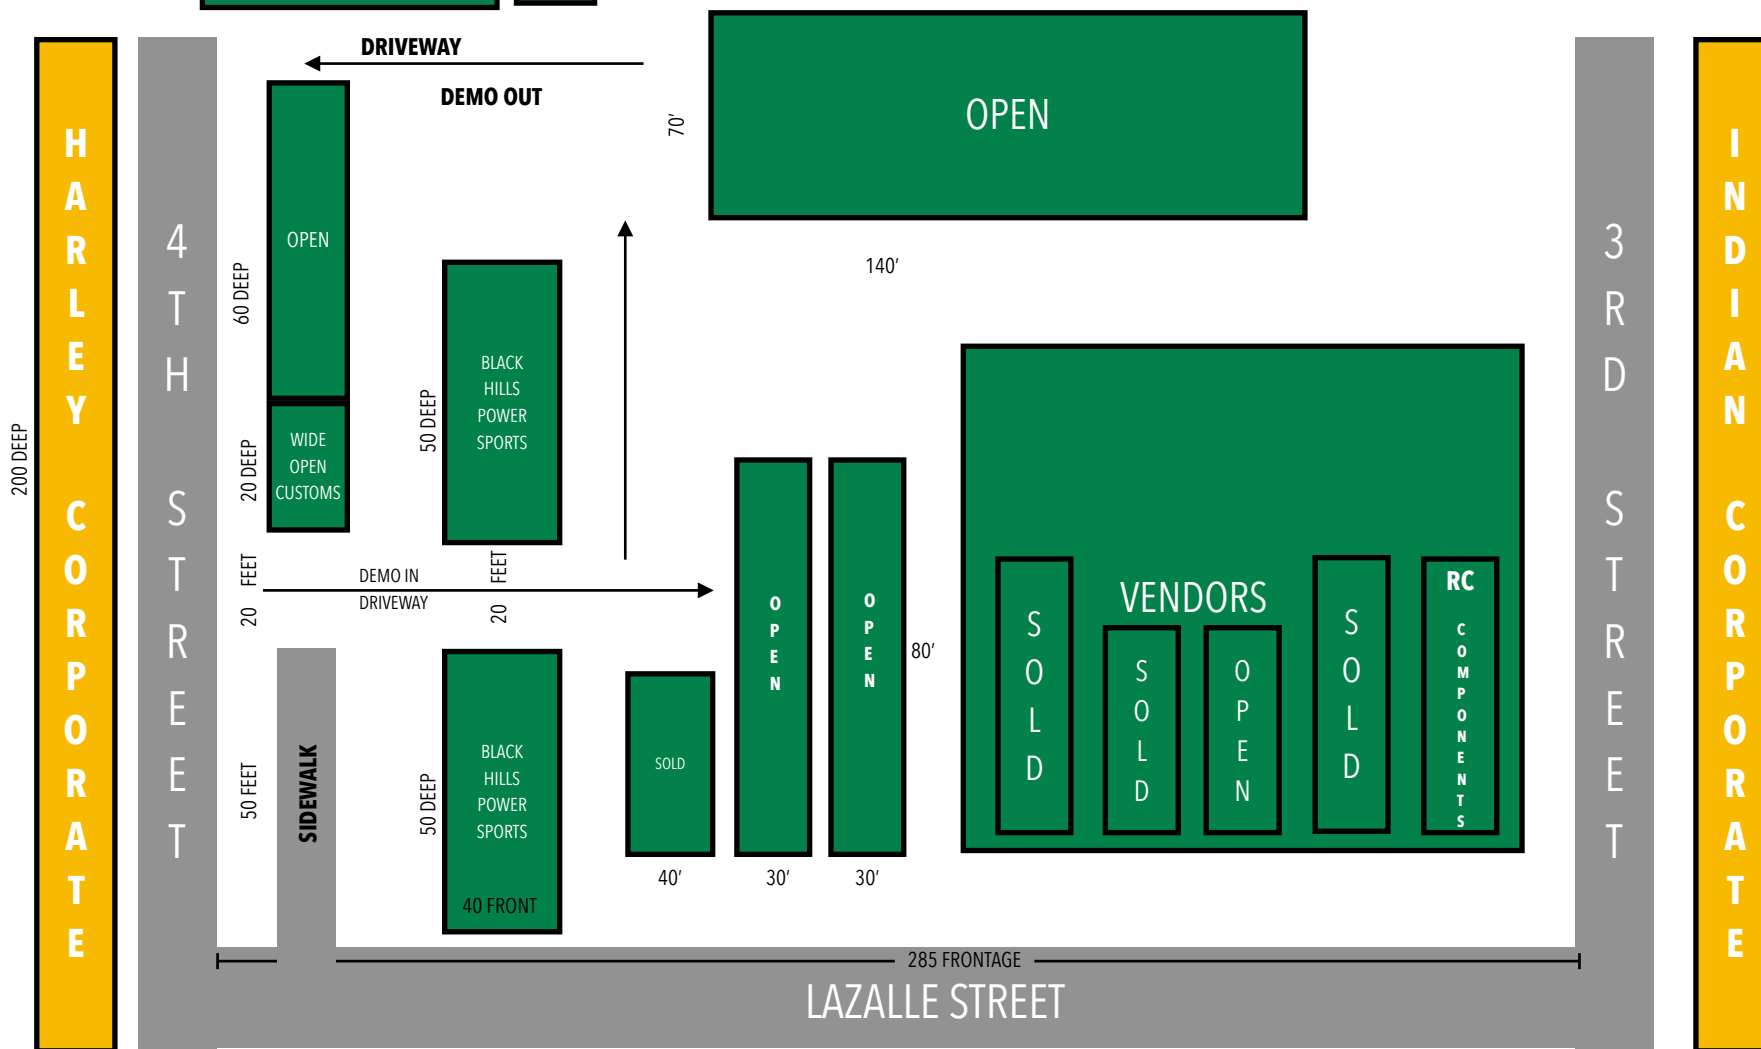 DRIVEWAY
DEMO OUT
70'
OPEN
140'
HARLEY CORPORATE
200 DEEP
4TH STREET
OPEN
60 DEEP
WIDE
OPEN
CUSTOMS
20 DEEP
BLACK
HILLS
POWER
SPORTS
50 DEEP
20 FEET
DEMO IN
DRIVEWAY
20 FEET
SIDEWALK
50 FEET
BLACK
HILLS
POWER
SPORTS
40 FRONT
50 DEEP
SOLD
40'
OPEN
30'
OPEN
30'
80'
VENDORS
SOLD
SOLD
OPEN
SOLD
RC
COMPONENTS
3RD STREET
INDIAN CORPORATE
285 FRONTAGE
LAZALLE STREET